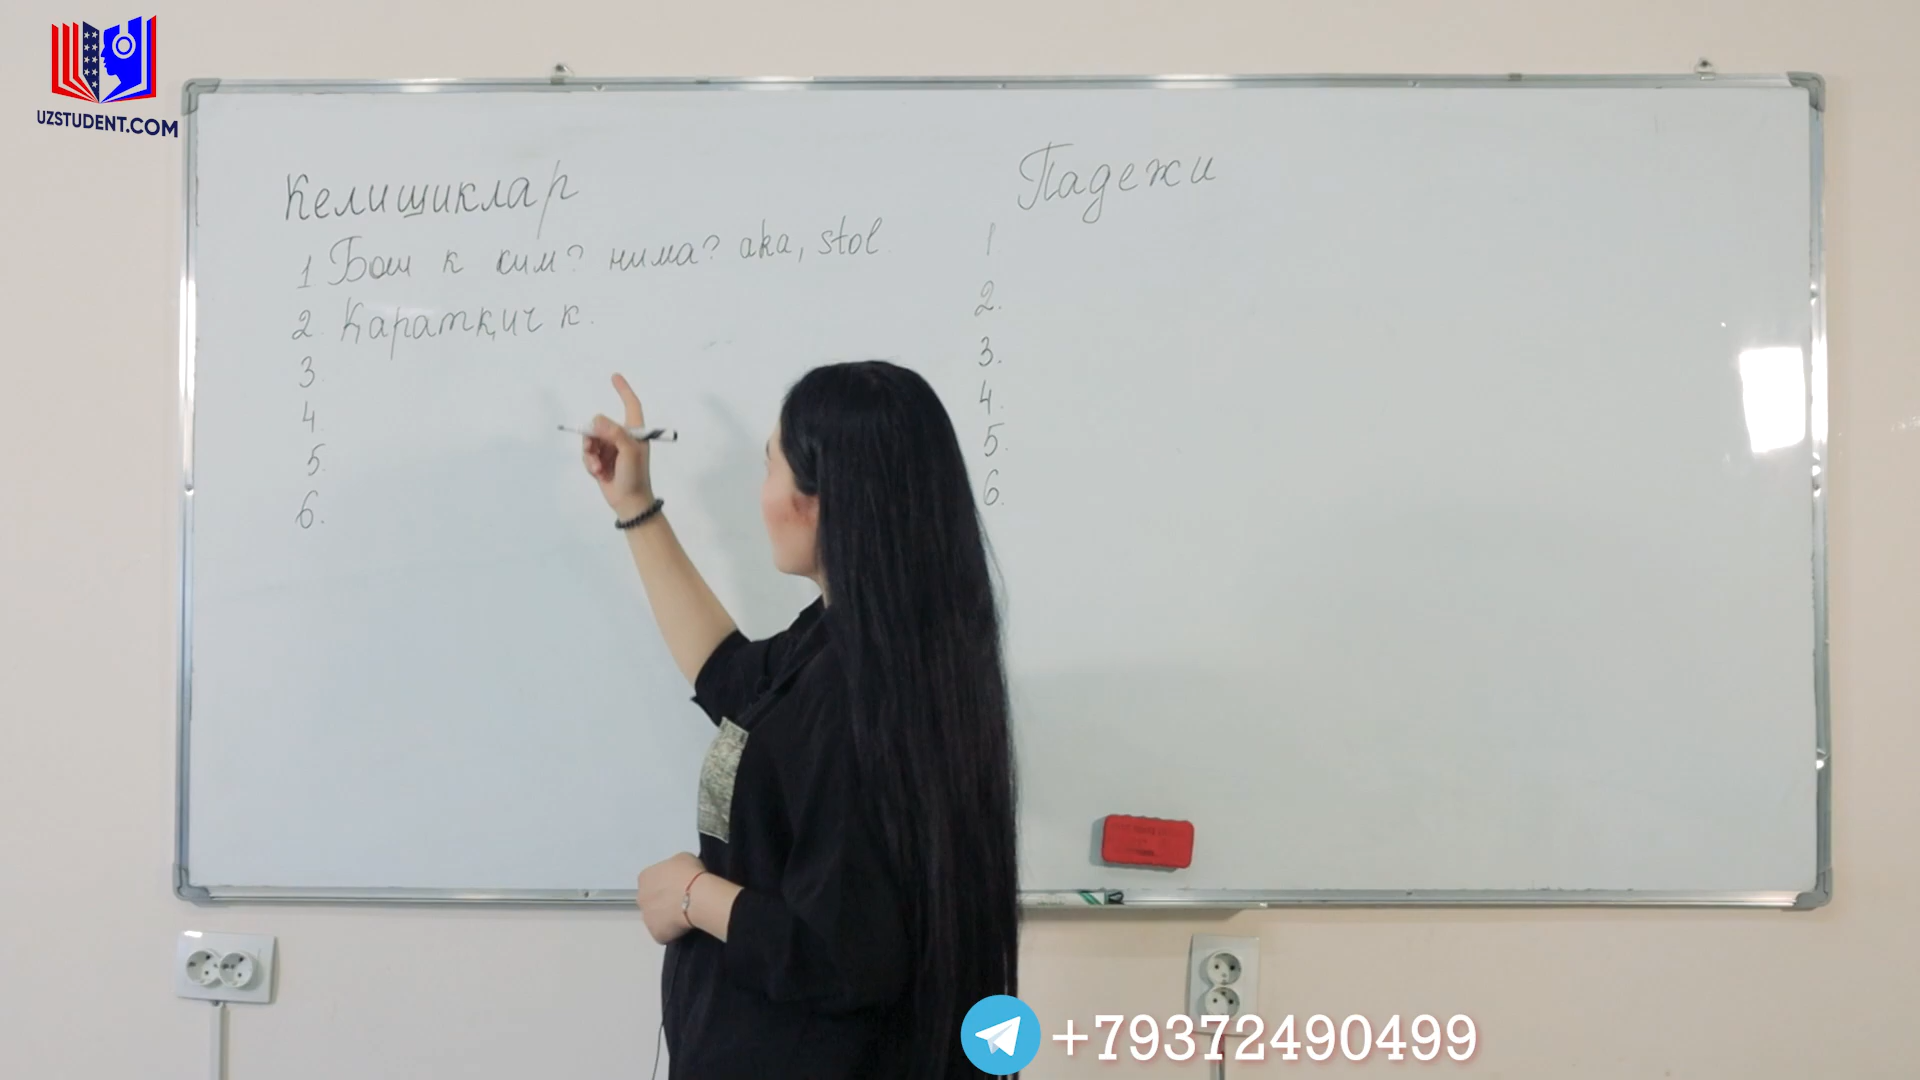 UZSTUDENT.COM
Келишиклар
1 Бош к ким? нима? aka, stol
2. Қаратқич к.
3.
4.
5.
6.
Падежи
1
2.
3.
4.
5.
6.
+79372490499